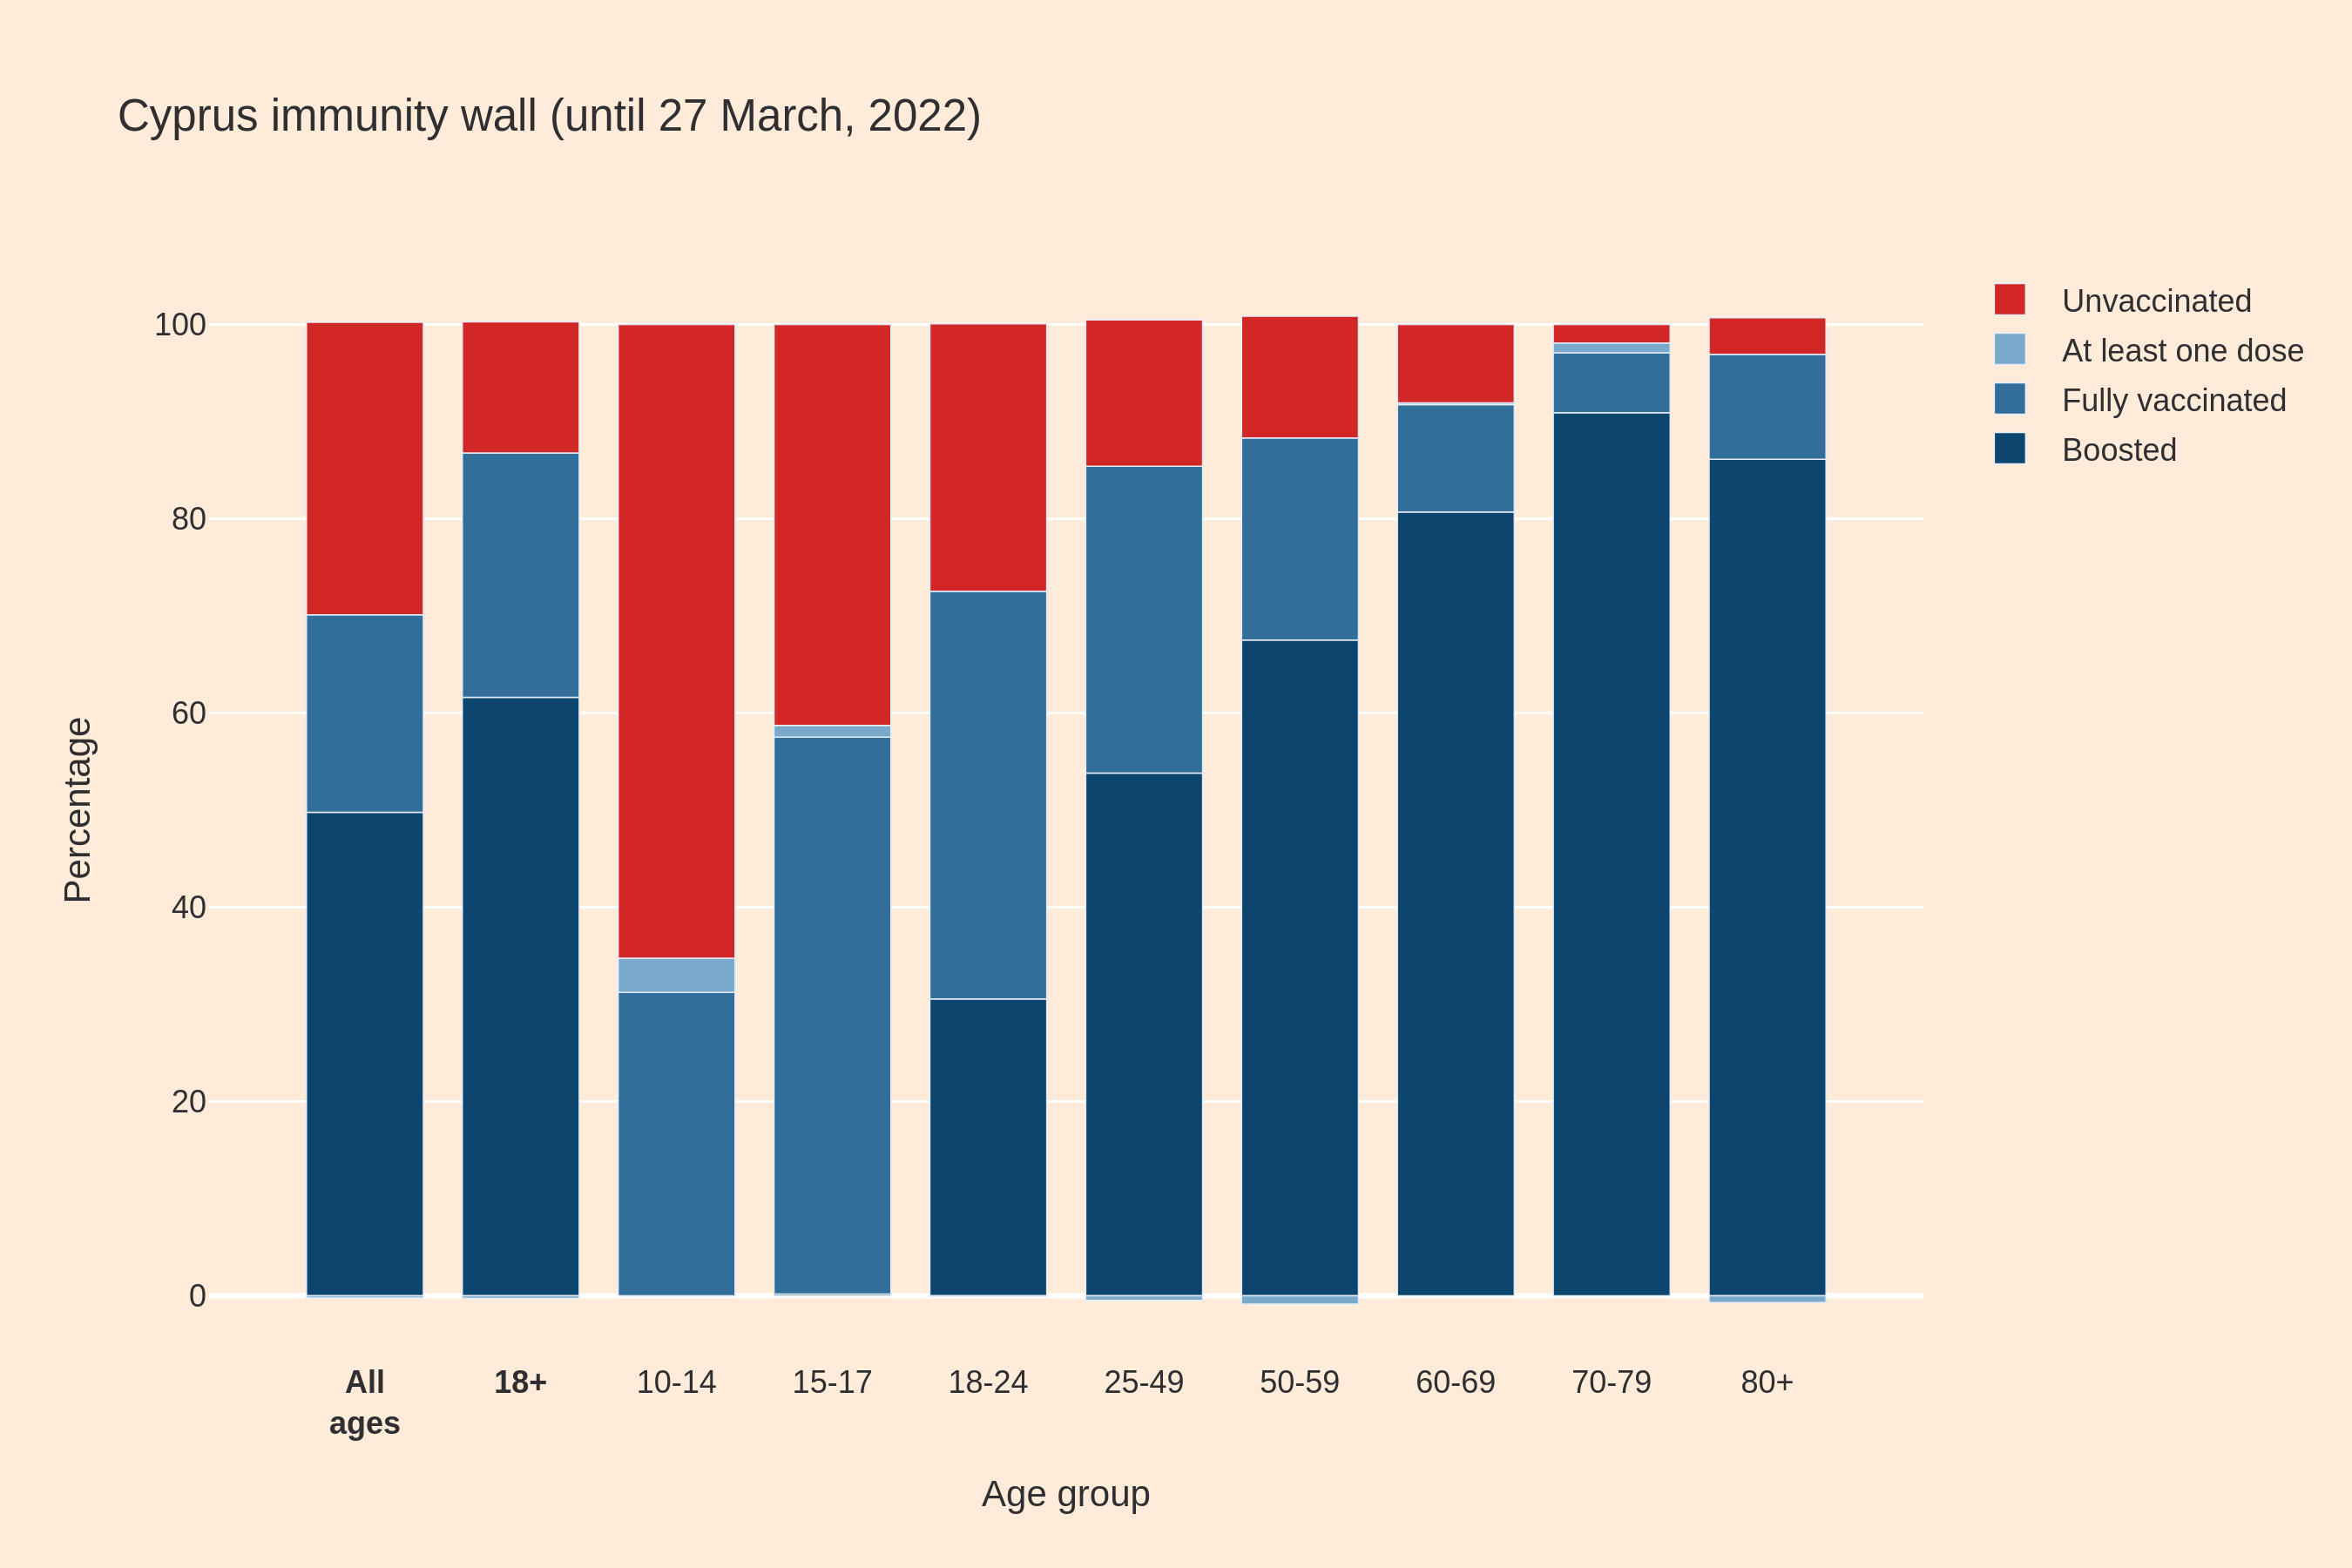 Cyprus immunity wall (until 27 March, 2022)
Unvaccinated
At least one dose
Fully vaccinated
Boosted
Percentage
100
80
60
40
20
0
All
ages
18+
10-14
15-17
18-24
25-49
50-59
60-69
70-79
80+
Age group